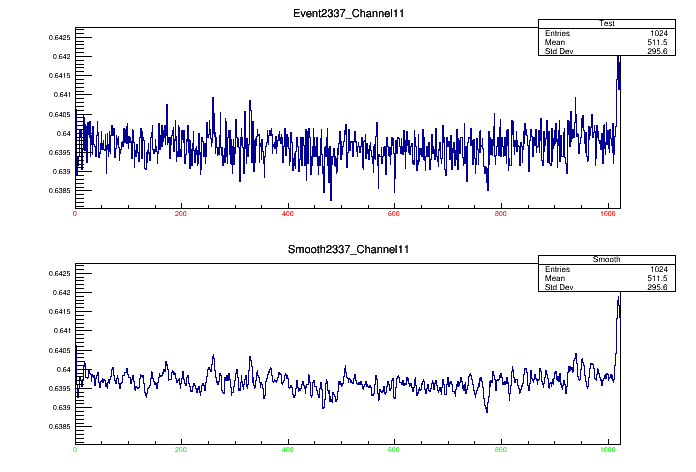 Event2337_Channel11
Test
Entries 1024
Mean 511.5
Std Dev 295.6
0.6425
0.642
0.6415
0.641
0.6405
0.64
0.6395
0.639
0.6385
0 200 400 600 800 1000
Smooth2337_Channel11
Smooth
Entries 1024
Mean 511.5
Std Dev 295.6
0.6425
0.642
0.6415
0.641
0.6405
0.64
0.6395
0.639
0.6385
0 200 400 600 800 1000